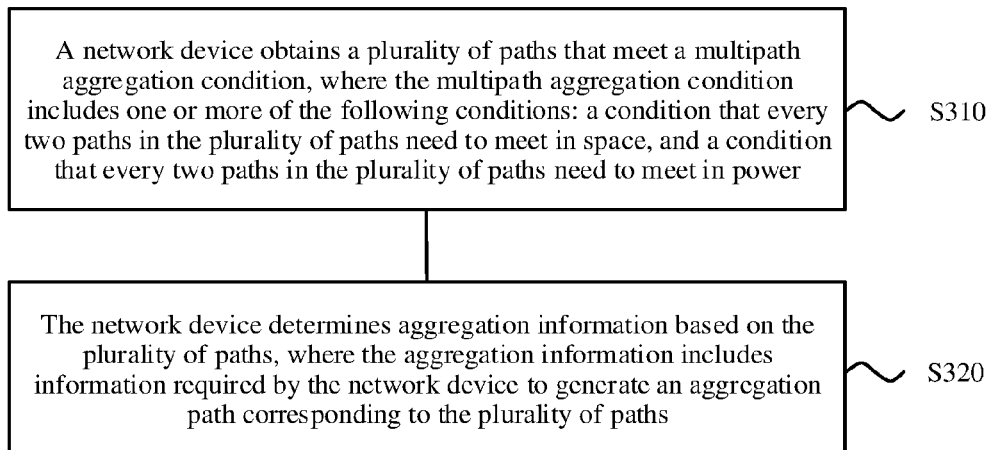 A network device obtains a plurality of paths that meet a multipath
aggregation condition, where the multipath aggregation condition
includes one or more of the following conditions: a condition that every
two paths in the plurality of paths need to meet in space, and a condition
that every two paths in the plurality of paths need to meet in power
S310
The network device determines aggregation information based on the
plurality of paths, where the aggregation information includes
information required by the network device to generate an aggregation
path corresponding to the plurality of paths
S320